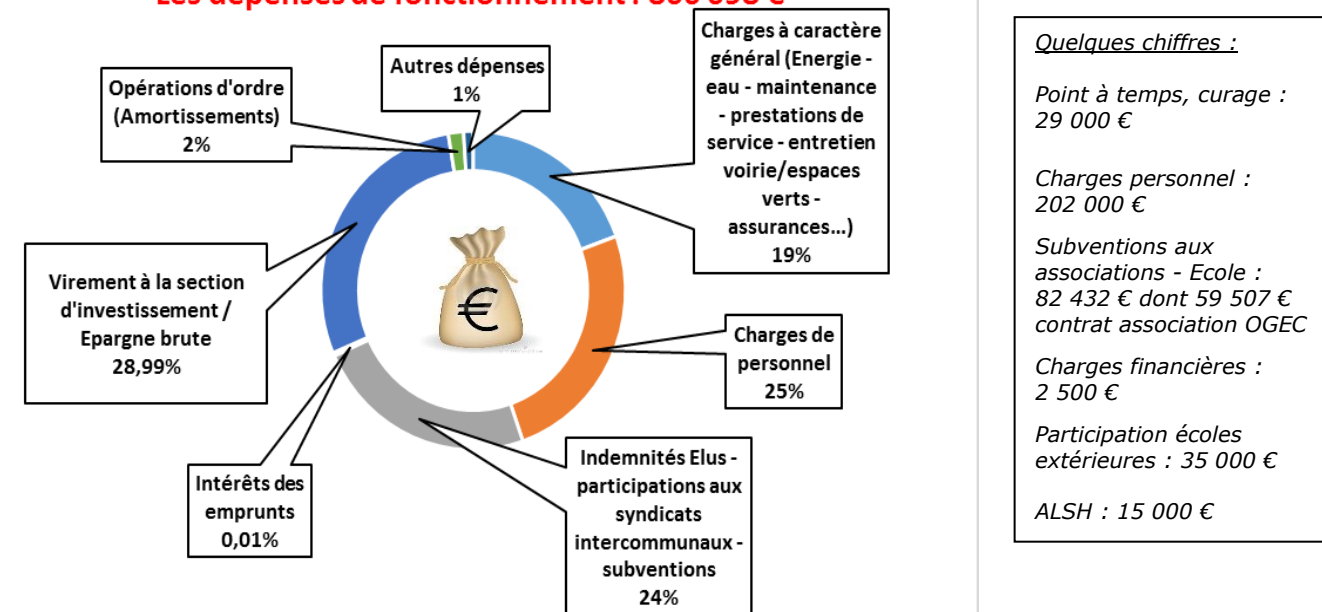 Les dépenses de fonctionnement :
Charges à caractère
général (Energie -
eau - maintenance
- prestations de
service - entretien
voirie/espaces
verts -
assurances...)
19%
Autres dépenses
1%
Opérations d'ordre
(Amortissements)
2%
Virement à la section
d'investissement /
Epargne brute
28,99%
€
Charges de
personnel
25%
Intérêts des
emprunts
0,01%
Indemnités Elus -
participations aux
syndicats
intercommunaux -
subventions
24%
Quelques chiffres :
Point à temps, curage :
29 000 €
Charges personnel :
202 000 €
Subventions aux
associations - Ecole :
82 432 € dont 59 507 €
contrat association OGEC
Charges financières :
2 500 €
Participation écoles
extérieures : 35 000 €
ALSH : 15 000 €